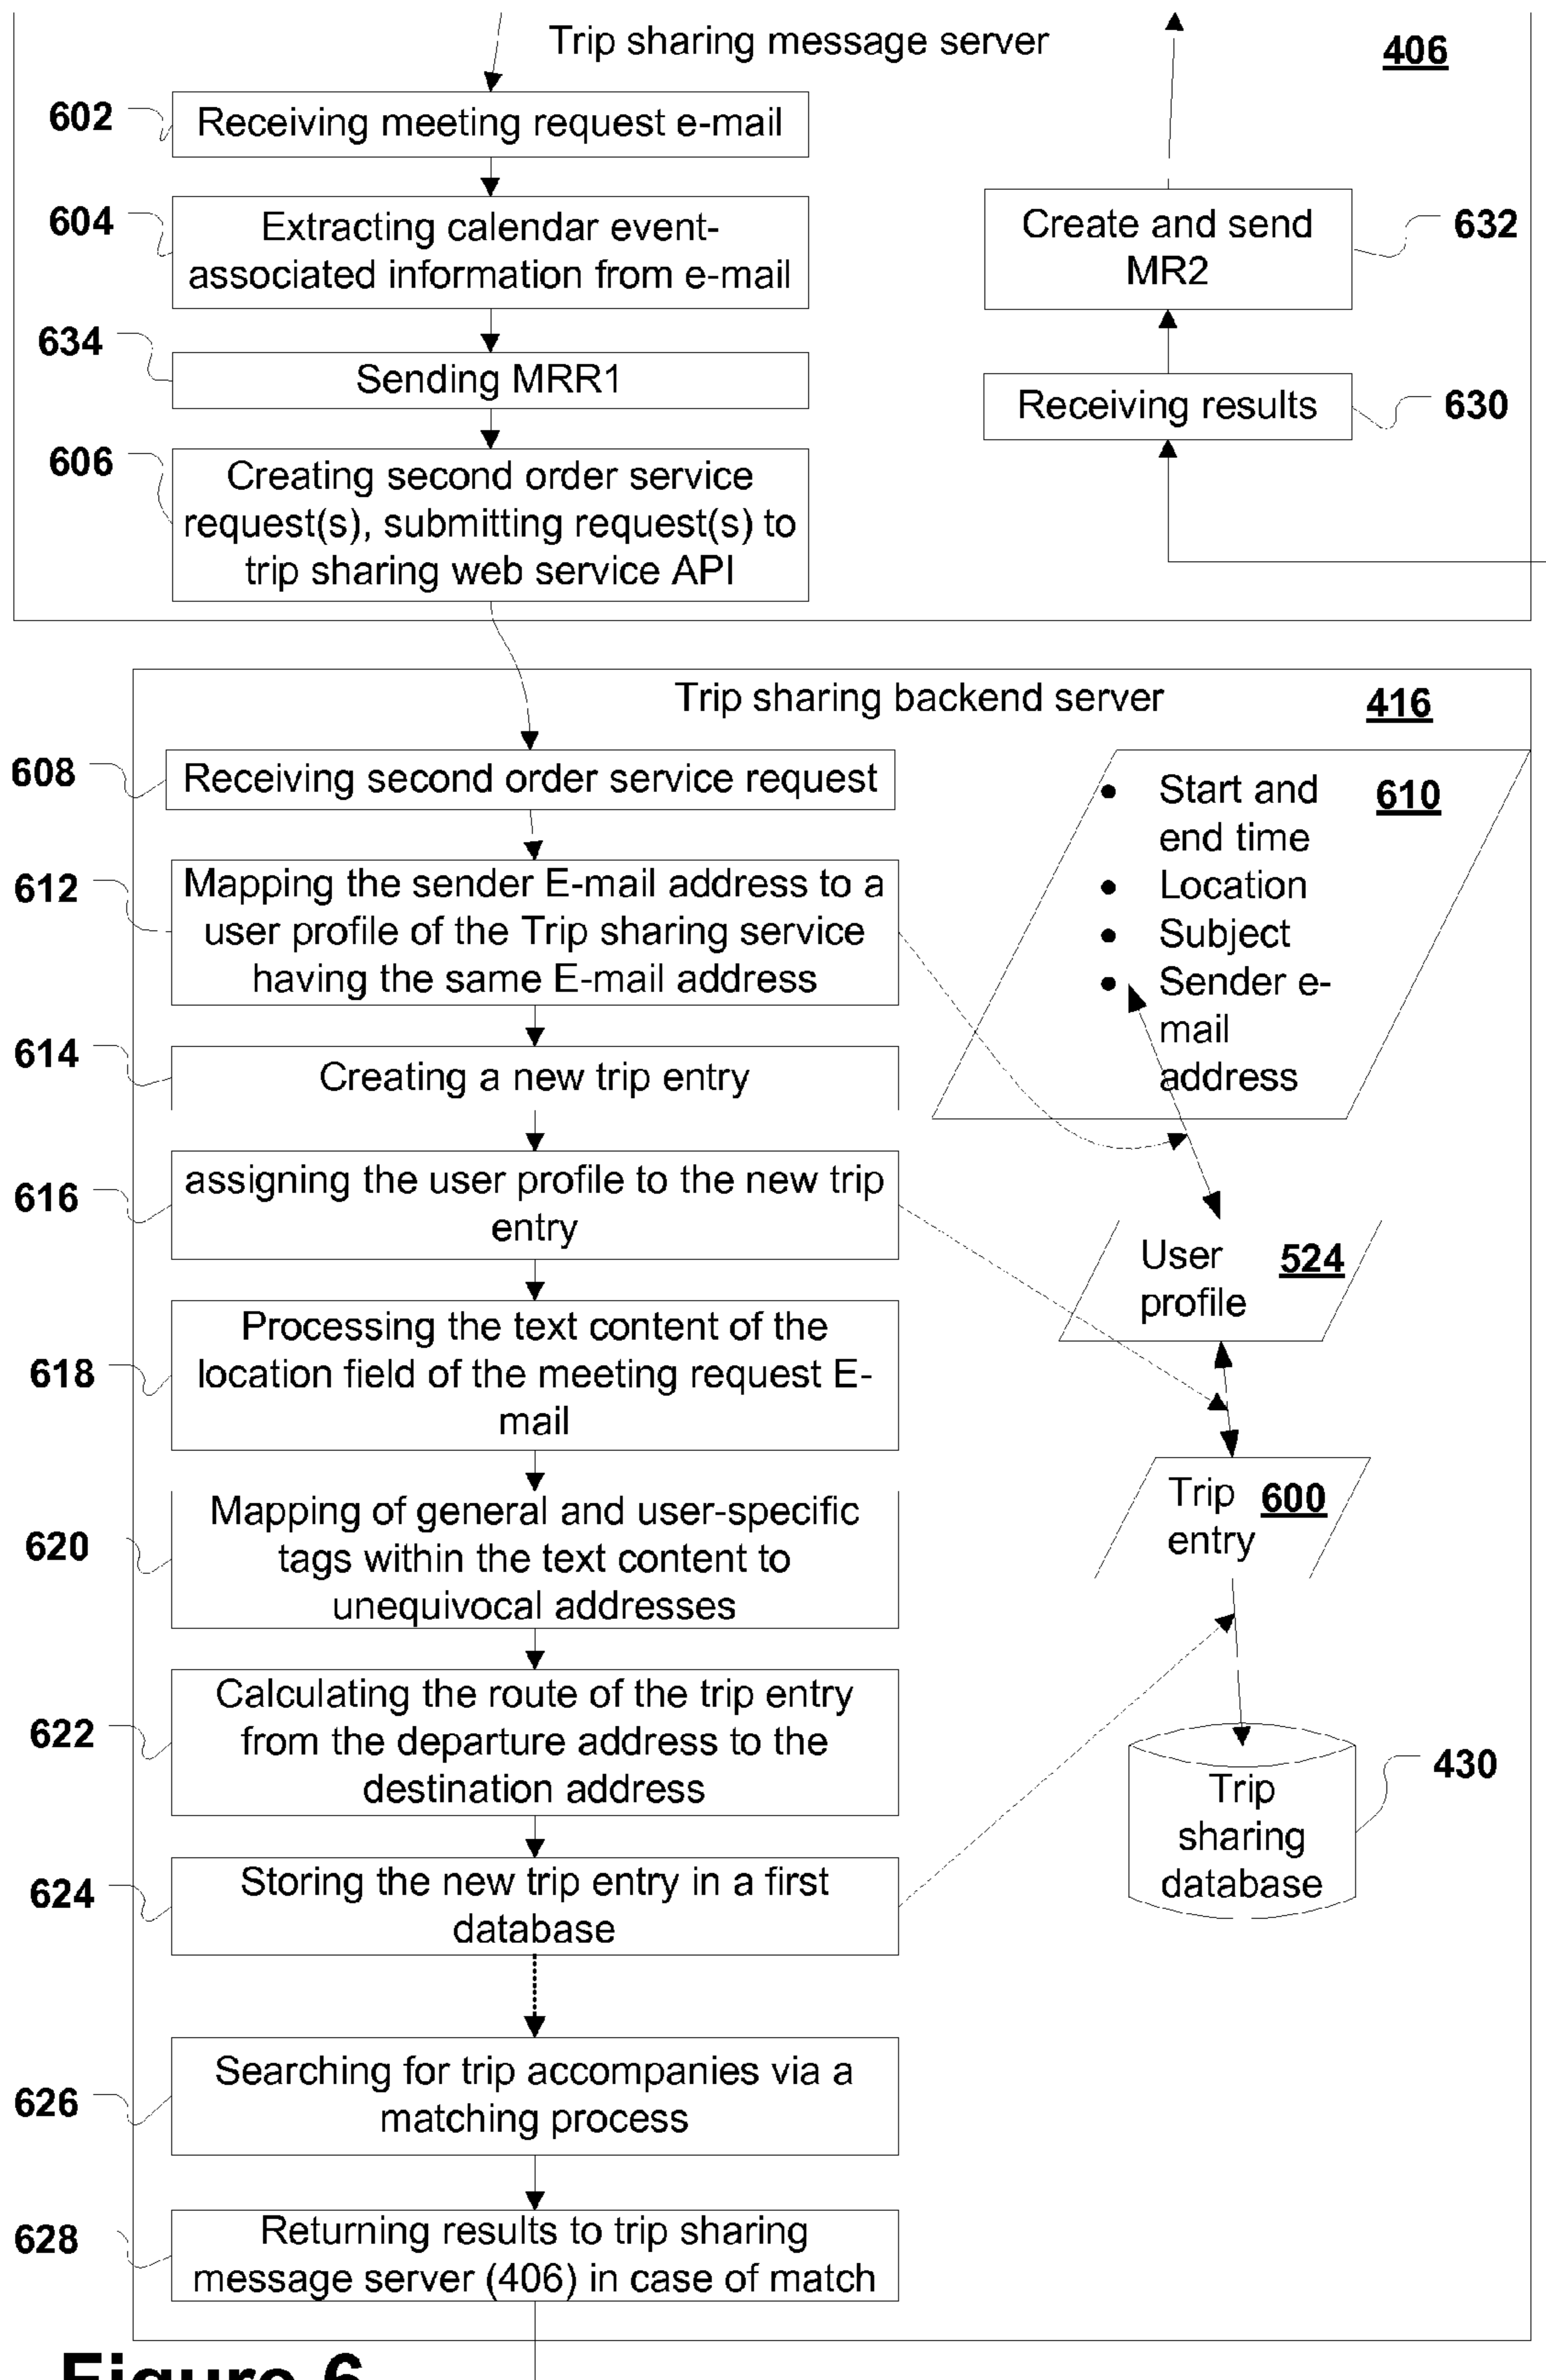 Trip sharing message server
406
602
Receiving meeting request e-mail
604
Extracting calendar event-
associated information from e-mail
634
Sending MRR1
606
Creating second order service
request(s), submitting request(s) to
trip sharing web service API
Create and send
MR2
632
Receiving results
630
Trip sharing backend server
416
608
Receiving second order service request
612
Mapping the sender E-mail address to a
user profile of the Trip sharing service
having the same E-mail address
614
Creating a new trip entry
616
assigning the user profile to the new trip
entry
618
Processing the text content of the
location field of the meeting request E-
mail
620
Mapping of general and user-specific
tags within the text content to
unequivocal addresses
622
Calculating the route of the trip entry
from the departure address to the
destination address
624
Storing the new trip entry in a first
database
626
Searching for trip accompanies via a
matching process
628
Returning results to trip sharing
message server (406) in case of match
• Start and
end time
• Location
• Subject
• Sender e-
mail
address
610
User
profile
524
Trip
entry
600
Trip
sharing
database
430
Figure 6